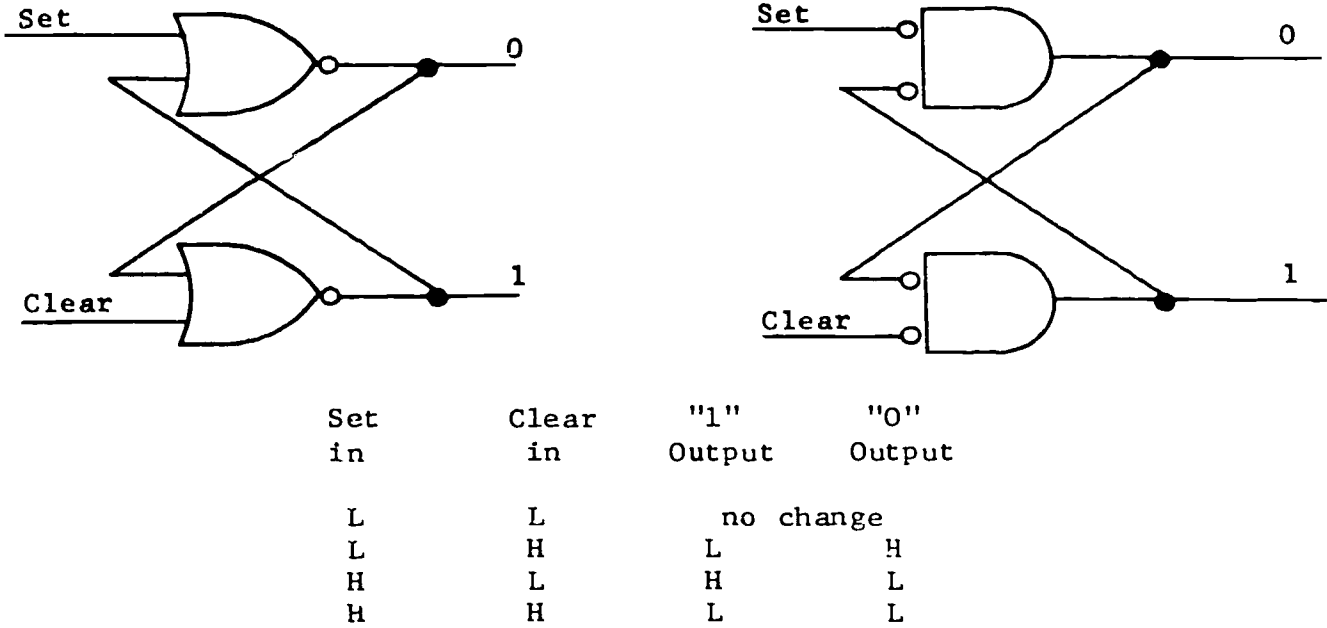 Set
0
1
Clear
Set
0
1
Clear
Set Clear "1" "0"
in in Output Output
L L no change
L H L H
H L H L
H H L L